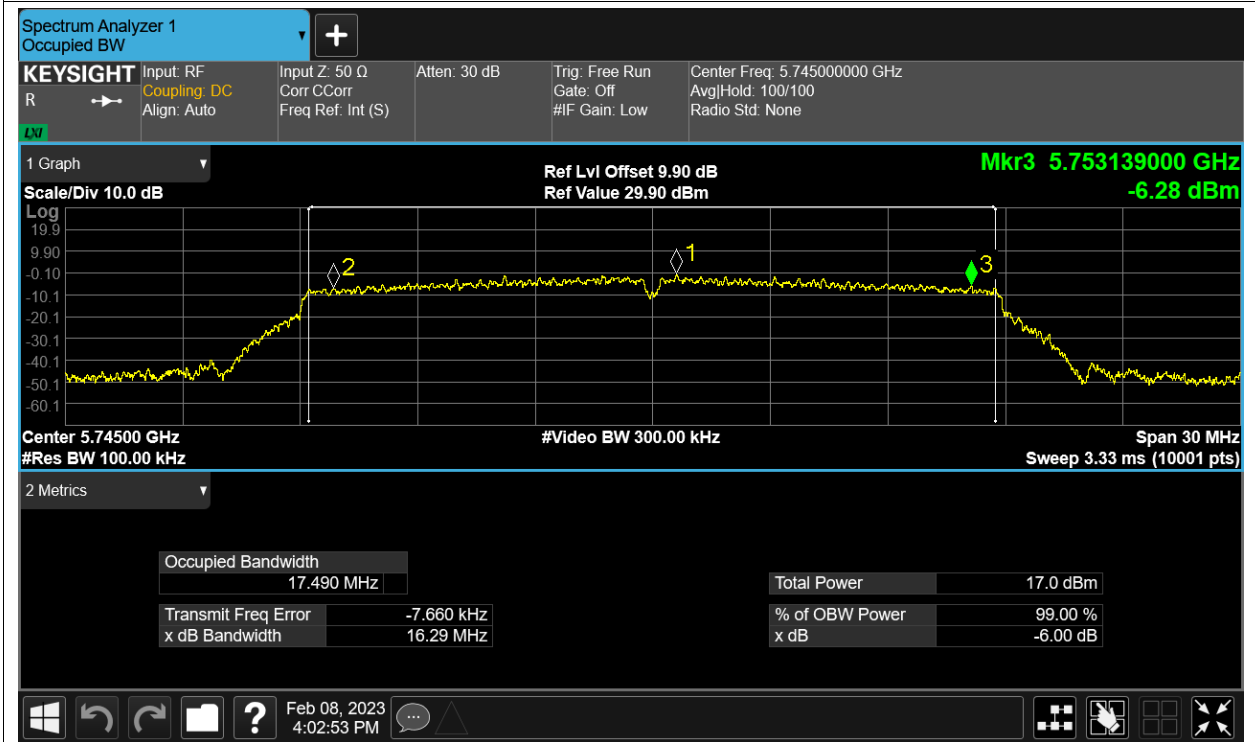 Spectrum Analyzer 1
Occupied BW
KEYSIGHT
R
LXI
Input: RF
Coupling: DC
Align: Auto
Input Z: 50 Ω
Corr CCorr
Freq Ref: Int (S)
Atten: 30 dB
Trig: Free Run
Gate: Off
#IF Gain: Low
Center Freq: 5.745000000 GHz
Avg|Hold: 100/100
Radio Std: None
1 Graph
Scale/Div 10.0 dB
Ref Lvl Offset 9.90 dB
Ref Value 29.90 dBm
Mkr3 5.753139000 GHz
-6.28 dBm
Log
19.9
9.90
-0.10
-10.1
-20.1
-30.1
-40.1
-50.1
-60.1
2
1
3
Center 5.74500 GHz
#Res BW 100.00 kHz
#Video BW 300.00 kHz
Span 30 MHz
Sweep 3.33 ms (10001 pts)
2 Metrics
Occupied Bandwidth
17.490 MHz
Transmit Freq Error -7.660 kHz
x dB Bandwidth 16.29 MHz
Total Power 17.0 dBm
% of OBW Power 99.00 %
x dB -6.00 dB
?
Feb 08, 2023
4:02:53 PM